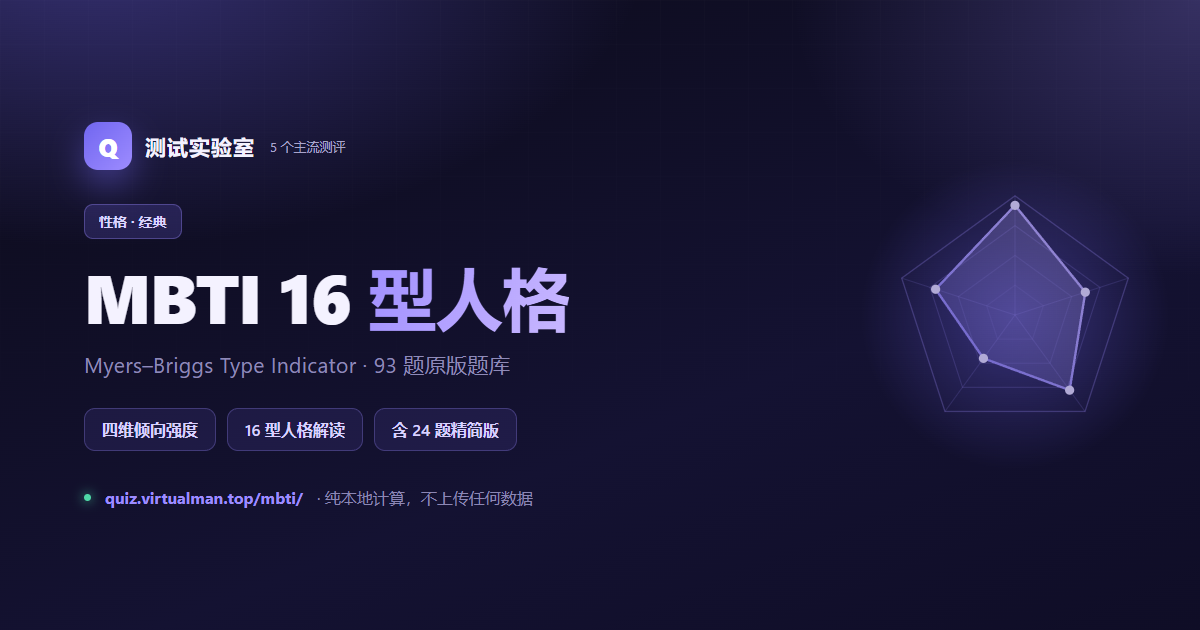 Q 测试实验室 5 个主流测评
性格 · 经典
MBTI 16 型人格
Myers–Briggs Type Indicator · 93 题原版题库
四维倾向强度 16 型人格解读 含 24 题精简版
quiz.virtualman.top/mbti/ · 纯本地计算，不上传任何数据